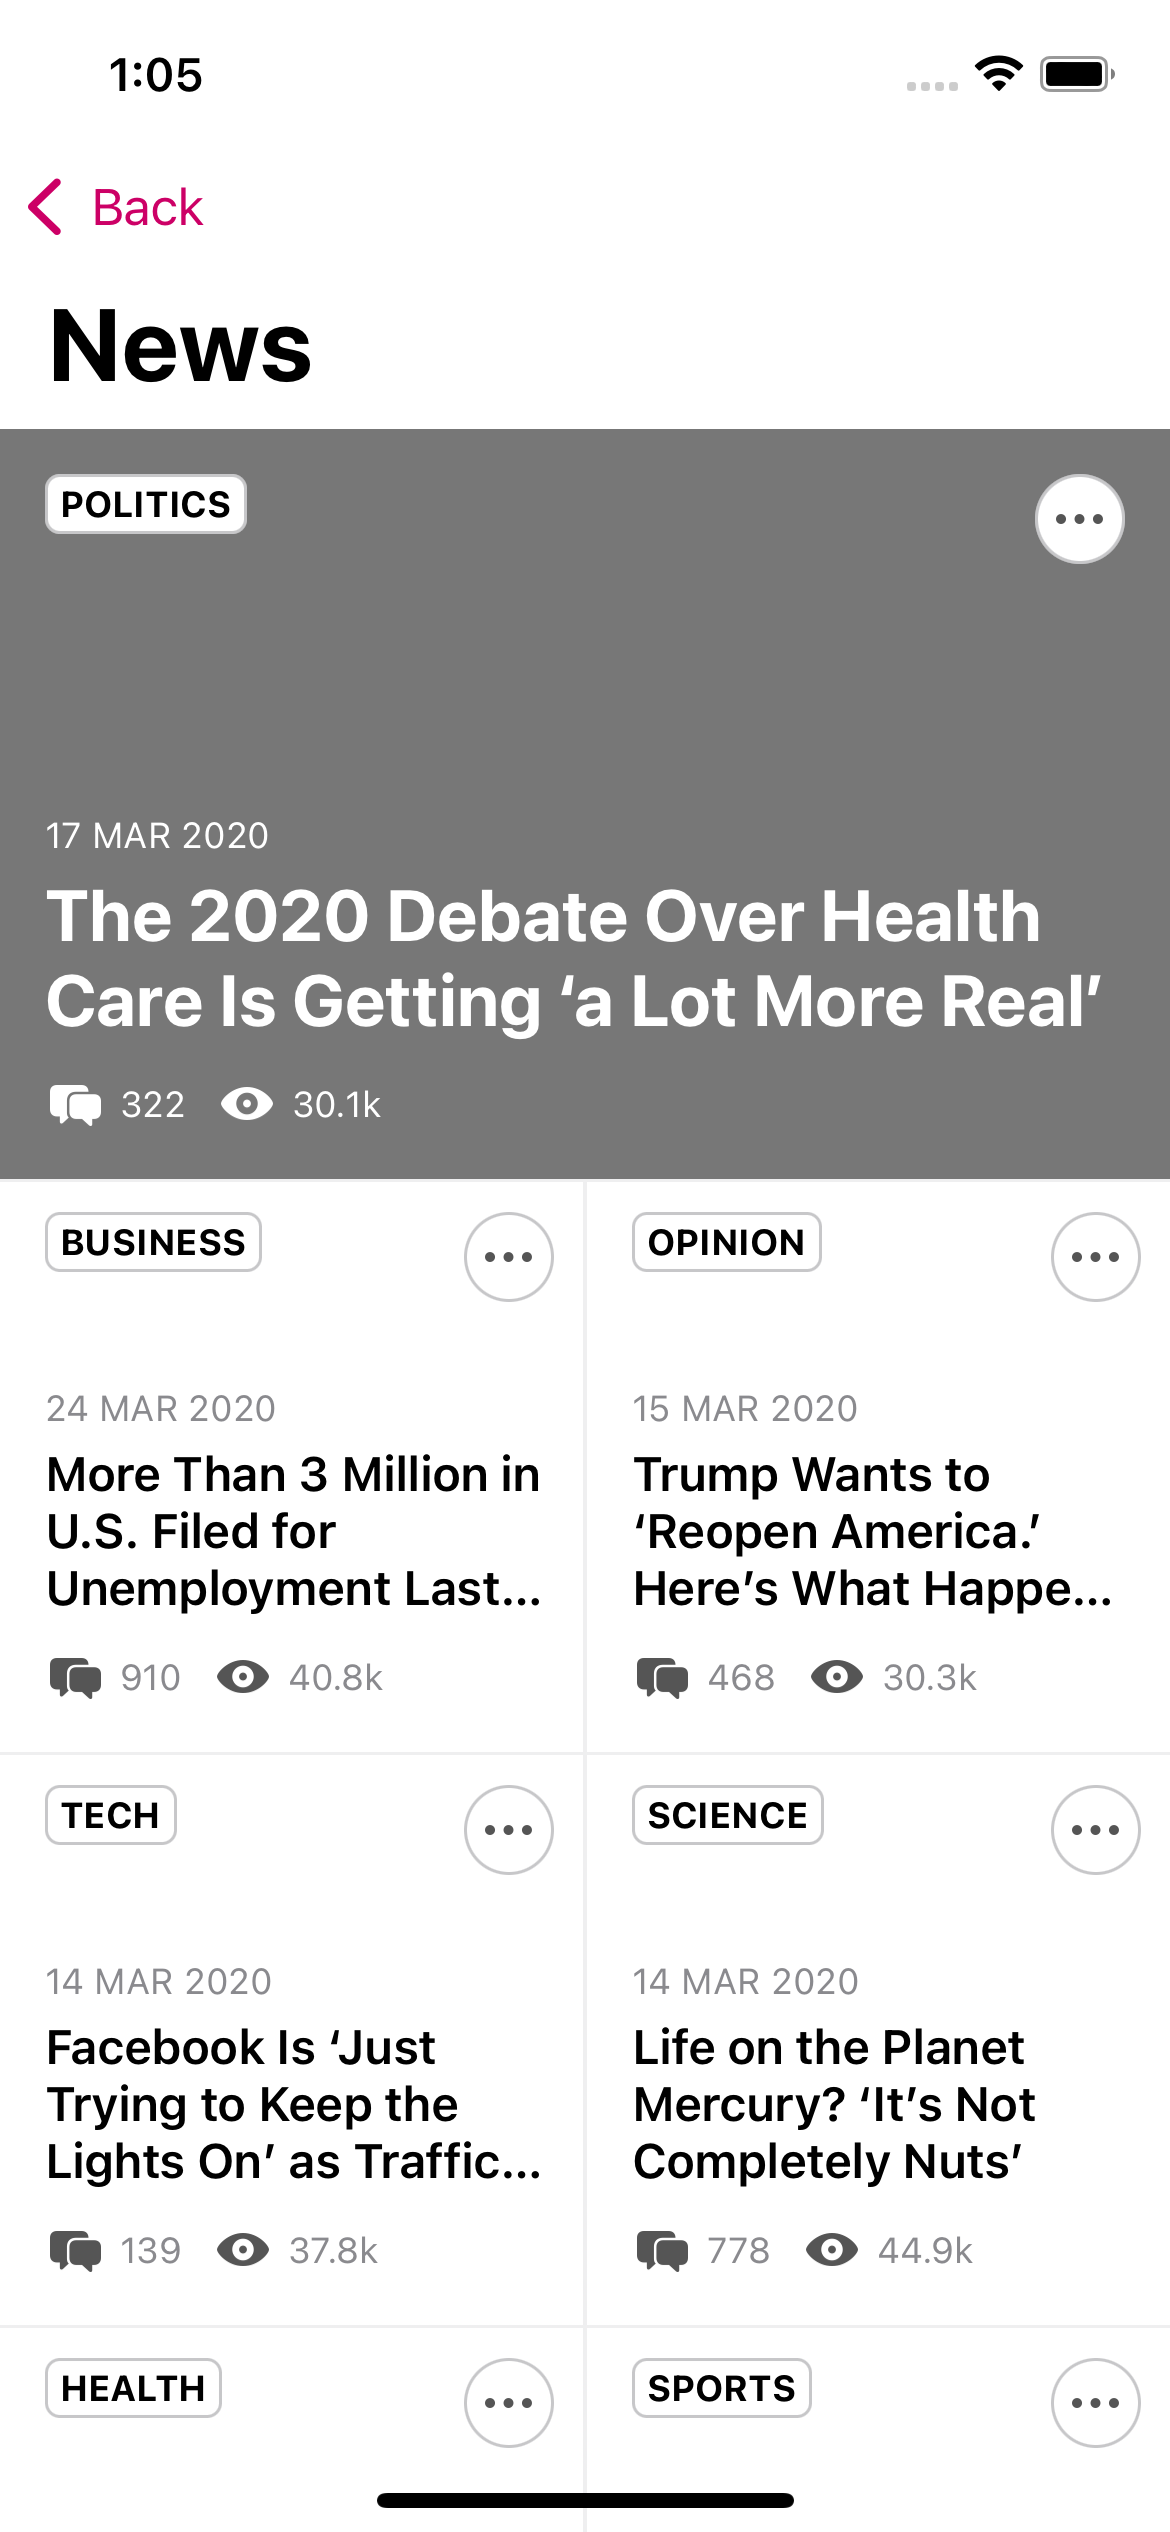 1:05
Back
News
POLITICS
17 MAR 2020
The 2020 Debate Over Health
Care Is Getting ‘a Lot More Real’
322 30.1k
BUSINESS
24 MAR 2020
More Than 3 Million in
U.S. Filed for
Unemployment Last...
910 40.8k
OPINION
15 MAR 2020
Trump Wants to
‘Reopen America.’
Here’s What Happe...
468 30.3k
TECH
14 MAR 2020
Facebook Is ‘Just
Trying to Keep the
Lights On’ as Traffic...
139 37.8k
SCIENCE
14 MAR 2020
Life on the Planet
Mercury? ‘It’s Not
Completely Nuts’
778 44.9k
HEALTH
SPORTS